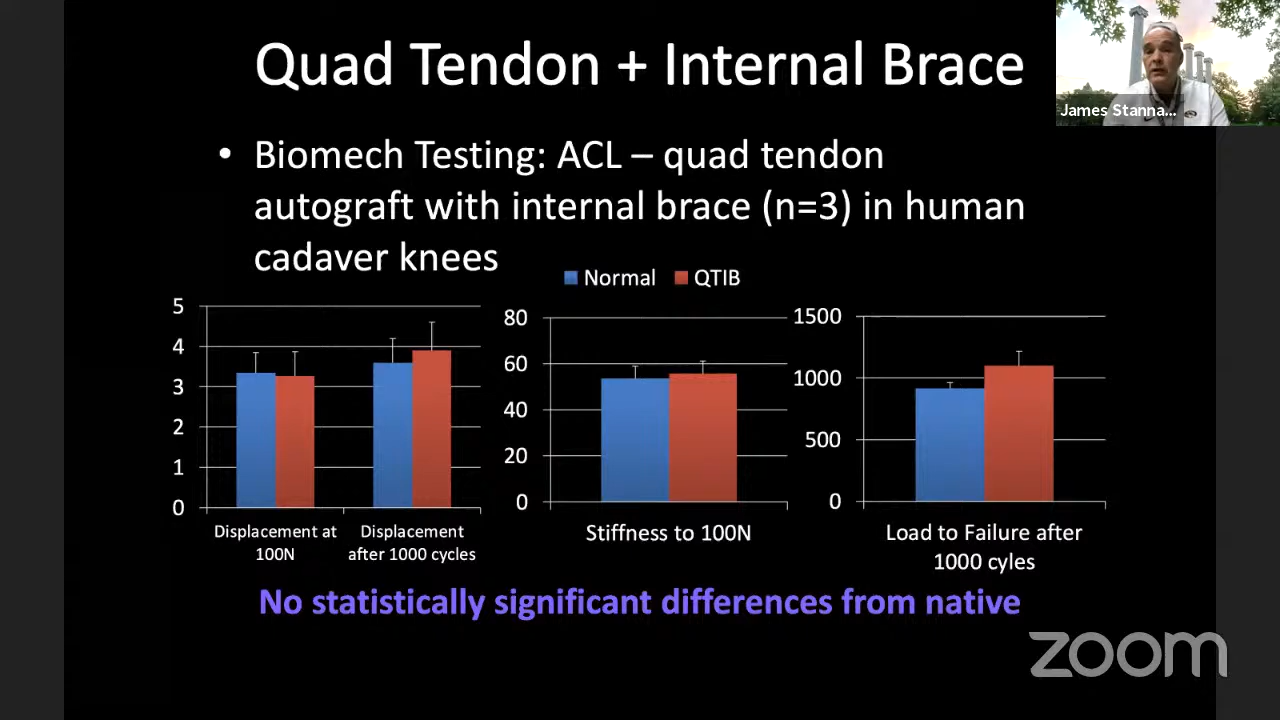 Quad Tendon + Internal Brace
James Stanna...
• Biomech Testing: ACL – quad tendon
autograft with internal brace (n=3) in human
cadaver knees
Normal QTIB
5
4
3
2
1
0
Displacement at
100N
Displacement
after 1000 cycles
80
60
40
20
0
Stiffness to 100N
1500
1000
500
0
Load to Failure after
1000 cyles
No statistically significant differences from native
zoom